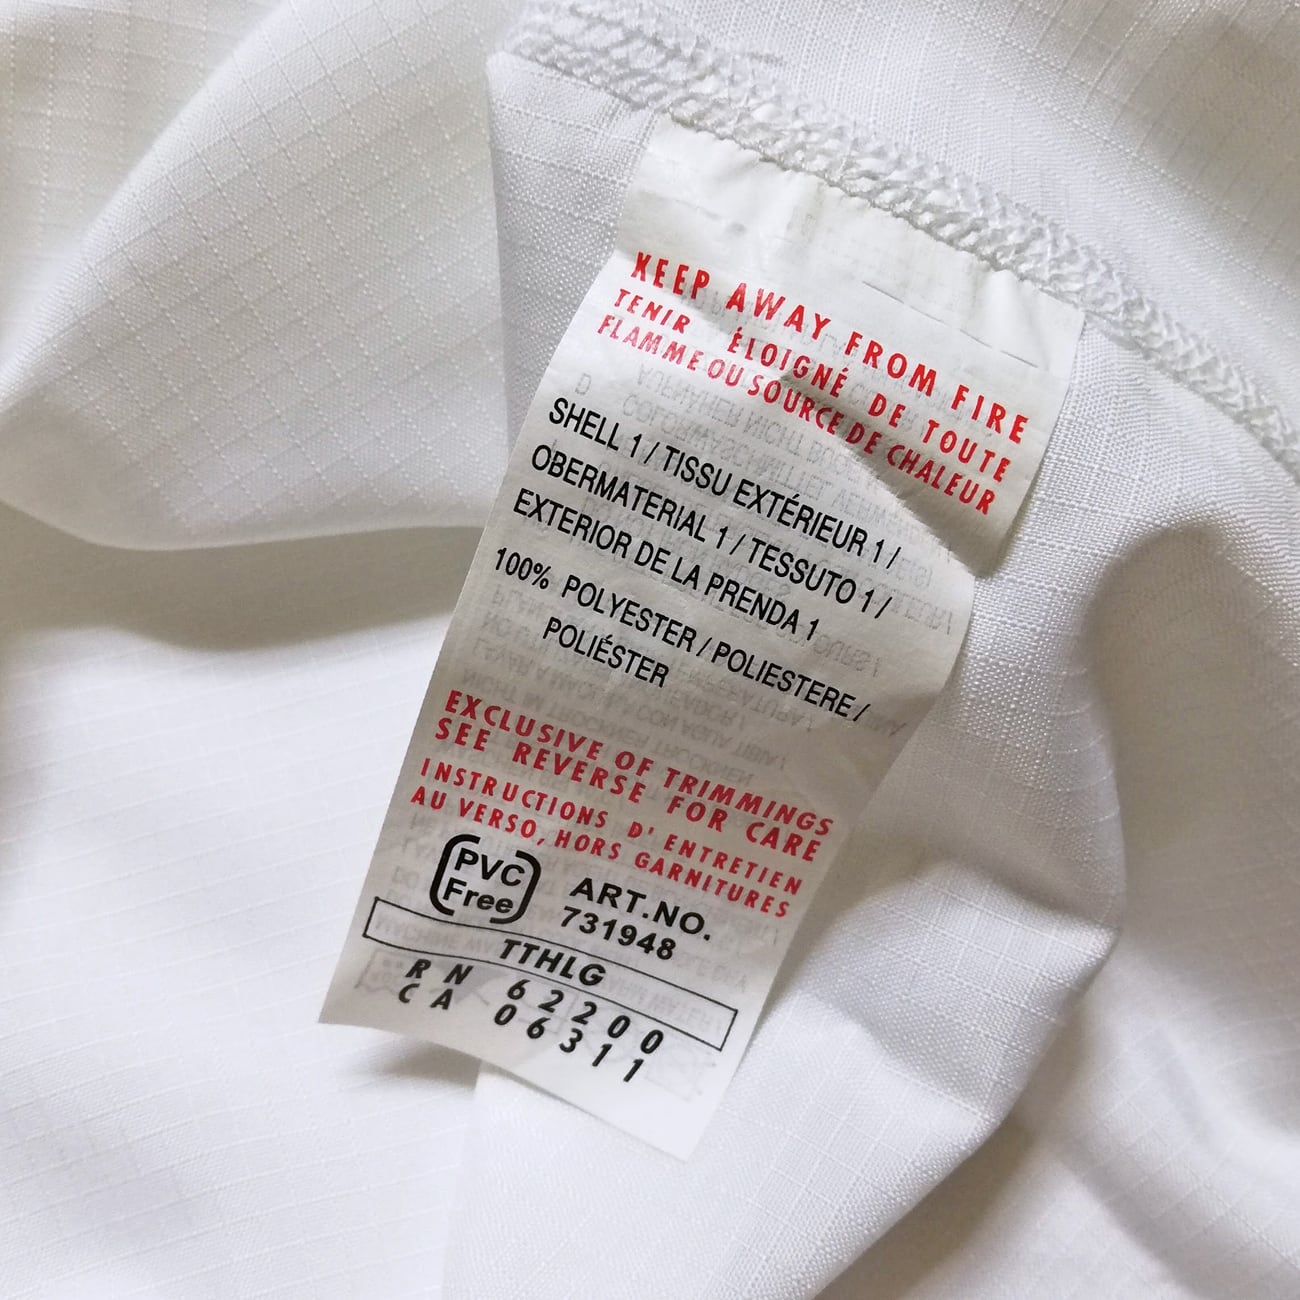 KEEP AWAY FROM FIRE
TENIR ÉLOIGNÉ DE TOUTE
FLAMME OU SOURCE DE CHALEUR
SHELL 1 / TISSU EXTÉRIEUR 1 /
OBERMATERIAL 1 / TESSUTO 1 /
EXTERIOR DE LA PRENDA 1
100% POLYESTER / POLIESTERE /
POLIÉSTER
EXCLUSIVE OF TRIMMINGS
SEE REVERSE FOR CARE
INSTRUCTIONS D' ENTRETIEN
AU VERSO, HORS GARNITURES
PVC
Free
ART.NO.
731948
TTHLG
RN 62200
CA 06311